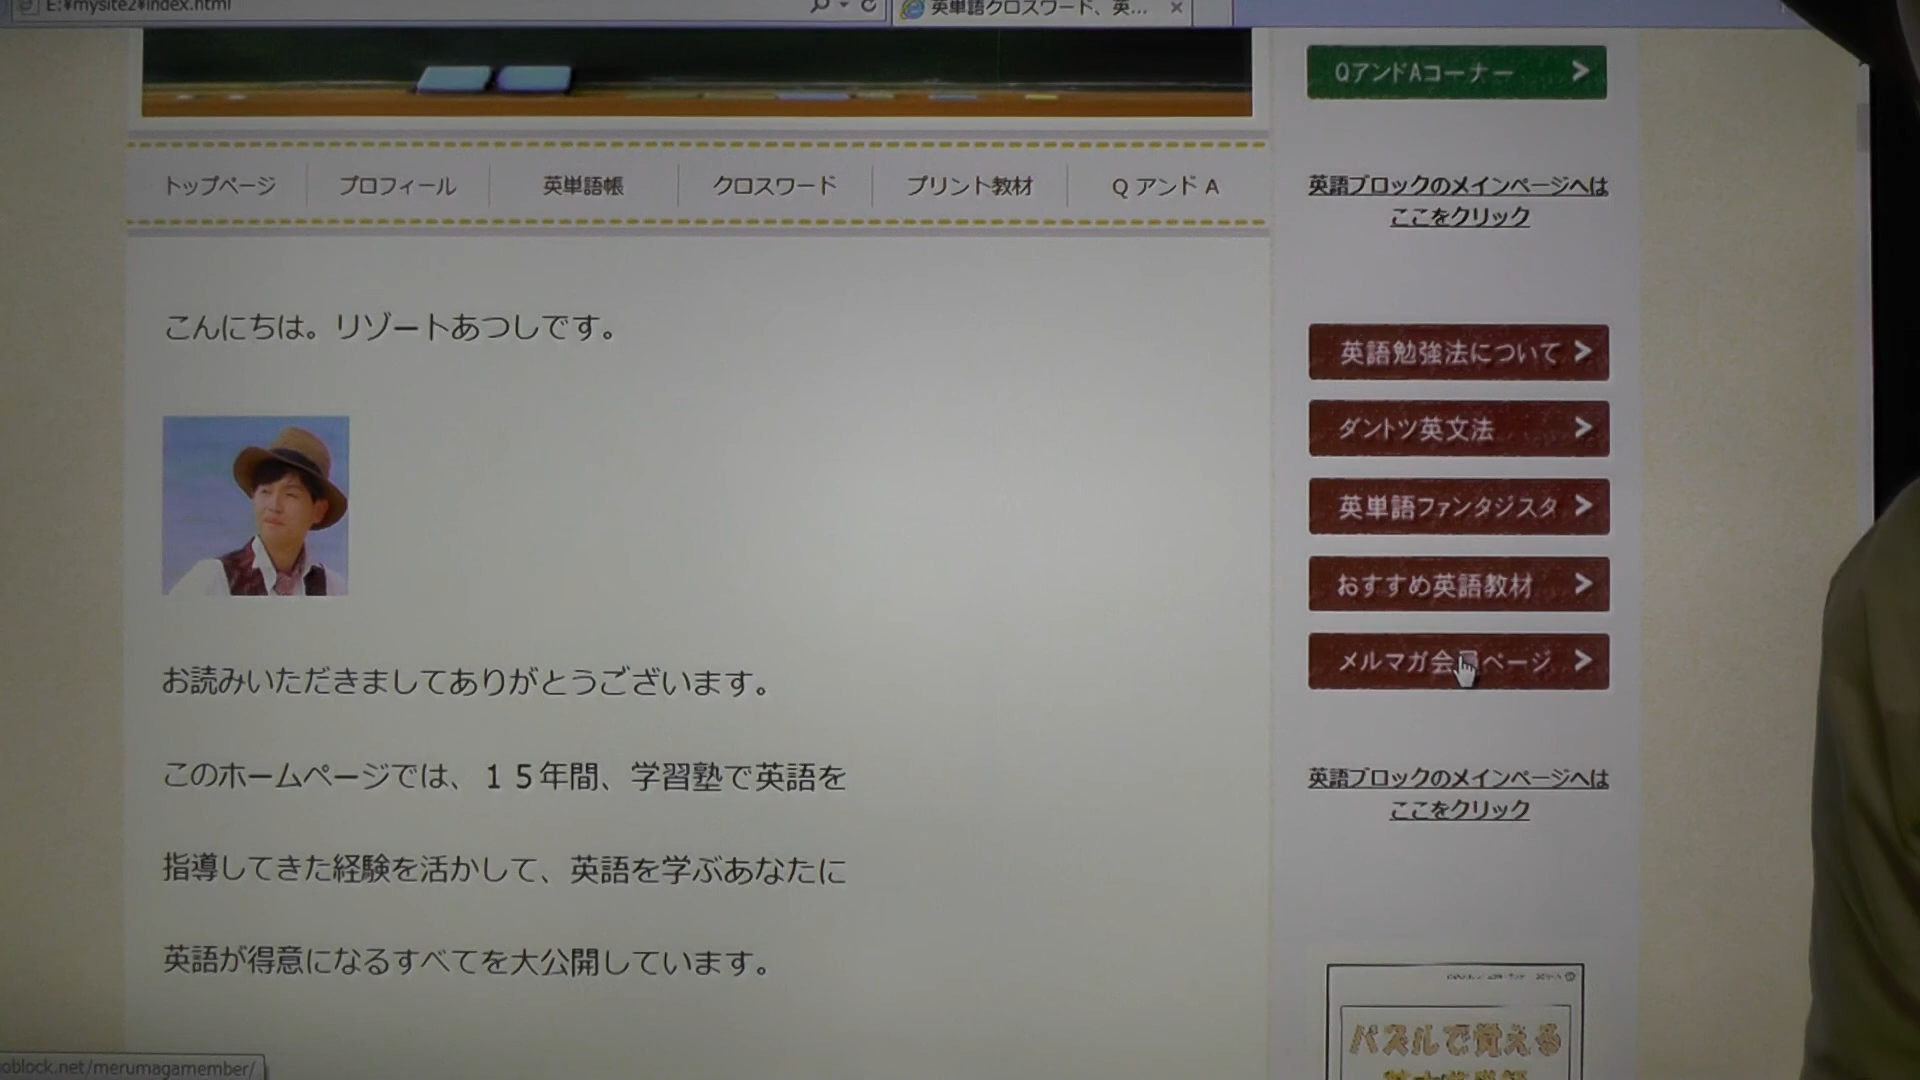 E:¥mysite2¥index.html
英単語クロスワード、英...
QアンドAコーナー
トップページ
プロフィール
英単語帳
クロスワード
プリント教材
Q アンド A
英語ブロックのメインページへは
ここをクリック
こんにちは。リゾートあつしです。
英語勉強法について
ダントツ英文法
英単語ファンタジスタ
おすすめ英語教材
メルマガ会員ページ
お読みいただきましてありがとうございます。
このホームページでは、１５年間、学習塾で英語を
指導してきた経験を活かして、英語を学ぶあなたに
英語が得意になるすべてを大公開しています。
英語ブロックのメインページへは
ここをクリック
パズルで覚える
oblock.net/merumagamember/